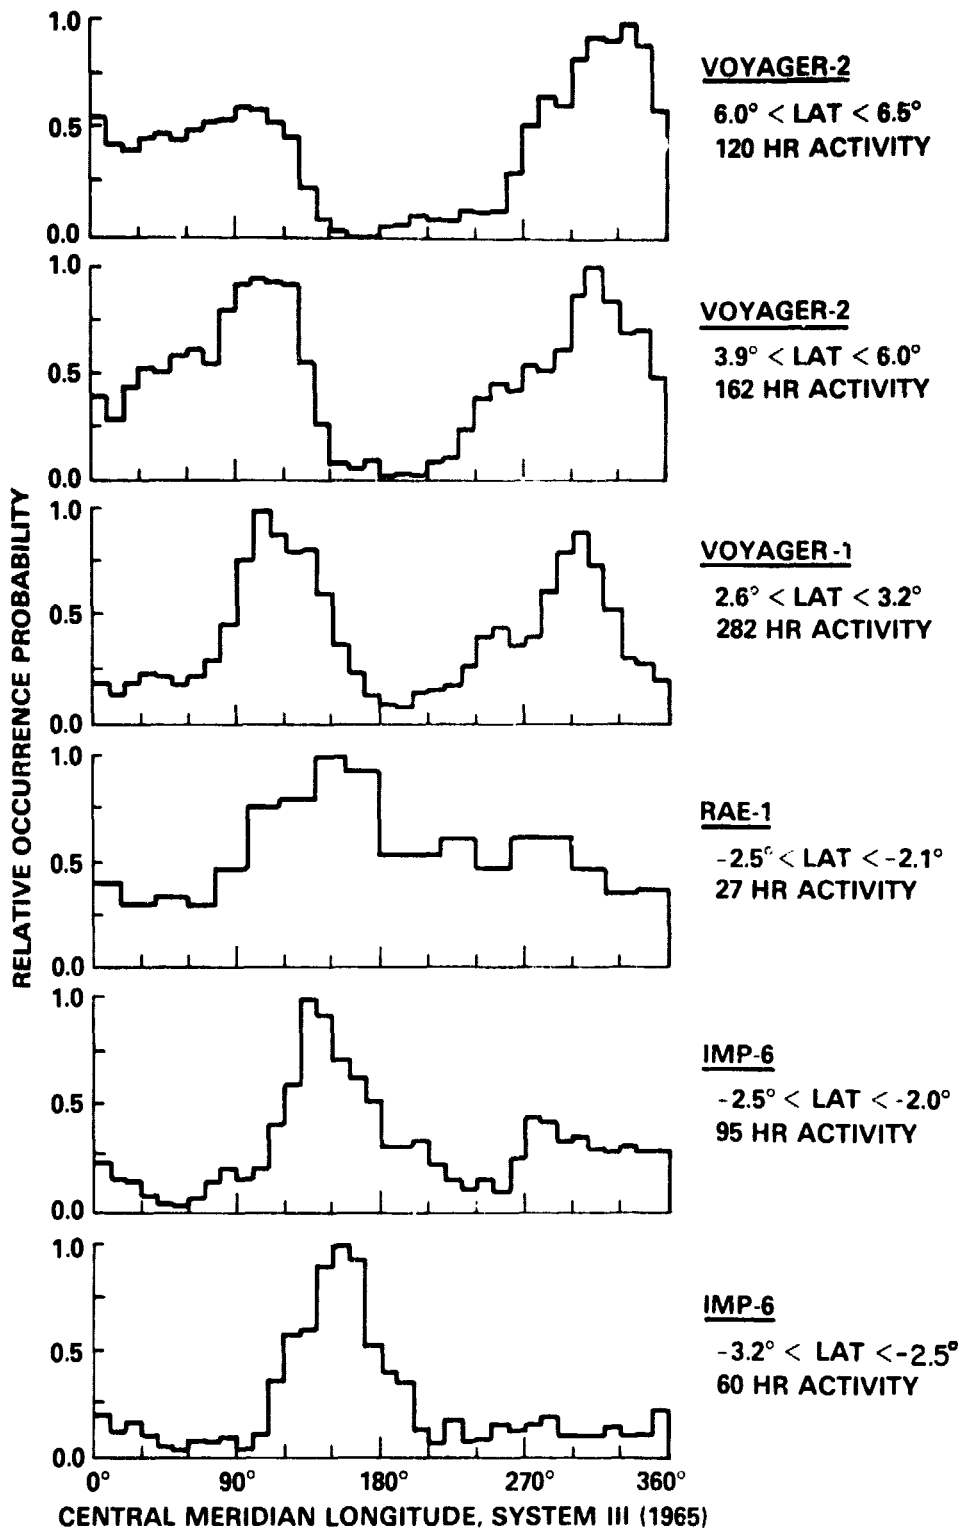 RELATIVE OCCURRENCE PROBABILITY
1.0
0.5
0.0
VOYAGER-2
6.0° < LAT < 6.5°
120 HR ACTIVITY
1.0
0.5
0.0
VOYAGER-2
3.9° < LAT < 6.0°
162 HR ACTIVITY
1.0
0.5
0.0
VOYAGER-1
2.6° < LAT < 3.2°
282 HR ACTIVITY
1.0
0.5
0.0
RAE-1
-2.5° < LAT < -2.1°
27 HR ACTIVITY
1.0
0.5
0.0
IMP-6
-2.5° < LAT < -2.0°
95 HR ACTIVITY
1.0
0.5
0.0
IMP-6
-3.2° < LAT < -2.5°
60 HR ACTIVITY
0° 90° 180° 270° 360°
CENTRAL MERIDIAN LONGITUDE, SYSTEM III (1965)